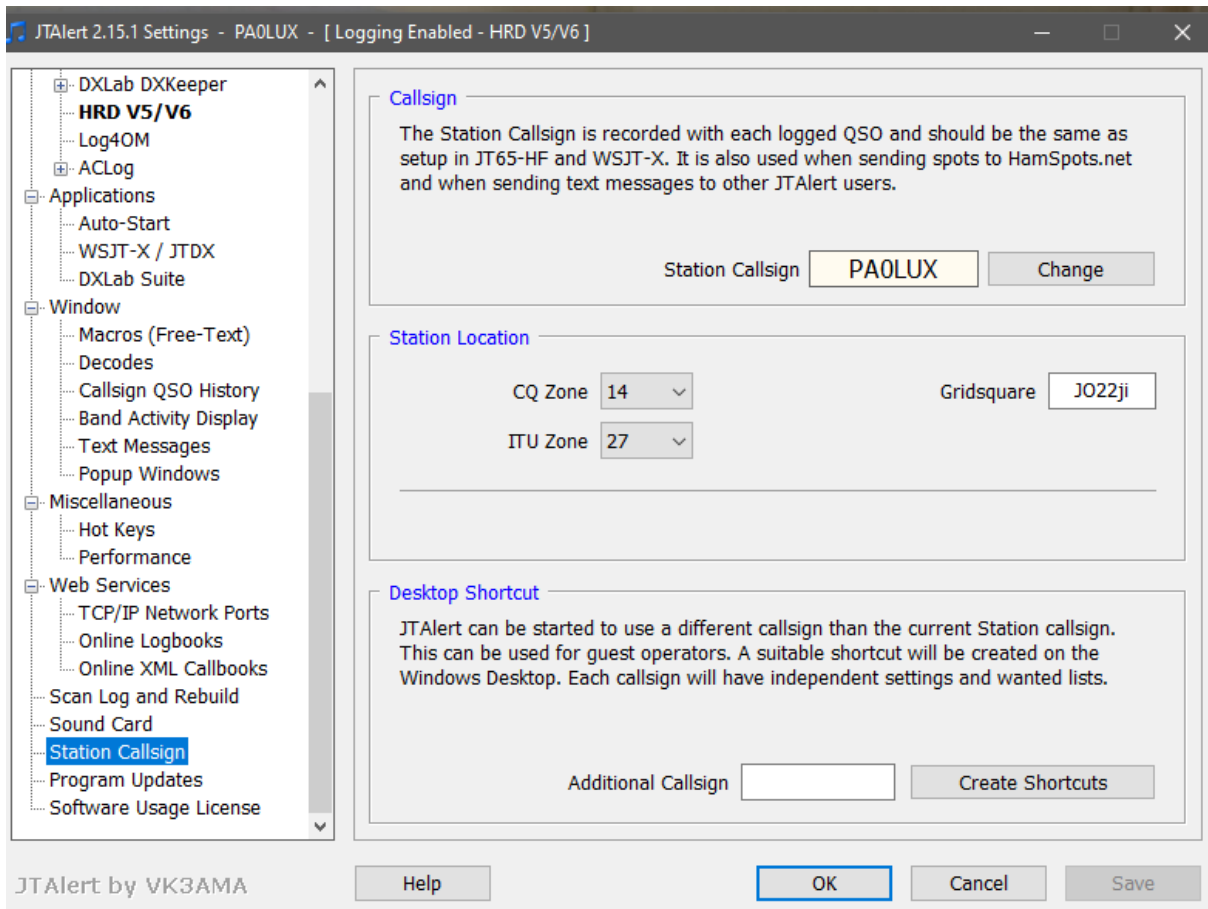 JTAlert 2.15.1 Settings - PA0LUX - [ Logging Enabled - HRD V5/V6 ]
DXLab DXKeeper
HRD V5/V6
Log4OM
ACLog
Applications
Auto-Start
WSJT-X / JTDX
DXLab Suite
Window
Macros (Free-Text)
Decodes
Callsign QSO History
Band Activity Display
Text Messages
Popup Windows
Miscellaneous
Hot Keys
Performance
Web Services
TCP/IP Network Ports
Online Logbooks
Online XML Callbooks
Scan Log and Rebuild
Sound Card
Station Callsign
Program Updates
Software Usage License
Callsign
The Station Callsign is recorded with each logged QSO and should be the same as
setup in JT65-HF and WSJT-X. It is also used when sending spots to HamSpots.net
and when sending text messages to other JTAlert users.
Station Callsign PA0LUX Change
Station Location
CQ Zone 14 Gridsquare JO22ji
ITU Zone 27
Desktop Shortcut
JTAlert can be started to use a different callsign than the current Station callsign.
This can be used for guest operators. A suitable shortcut will be created on the
Windows Desktop. Each callsign will have independent settings and wanted lists.
Additional Callsign Create Shortcuts
JTAlert by VK3AMA Help OK Cancel Save